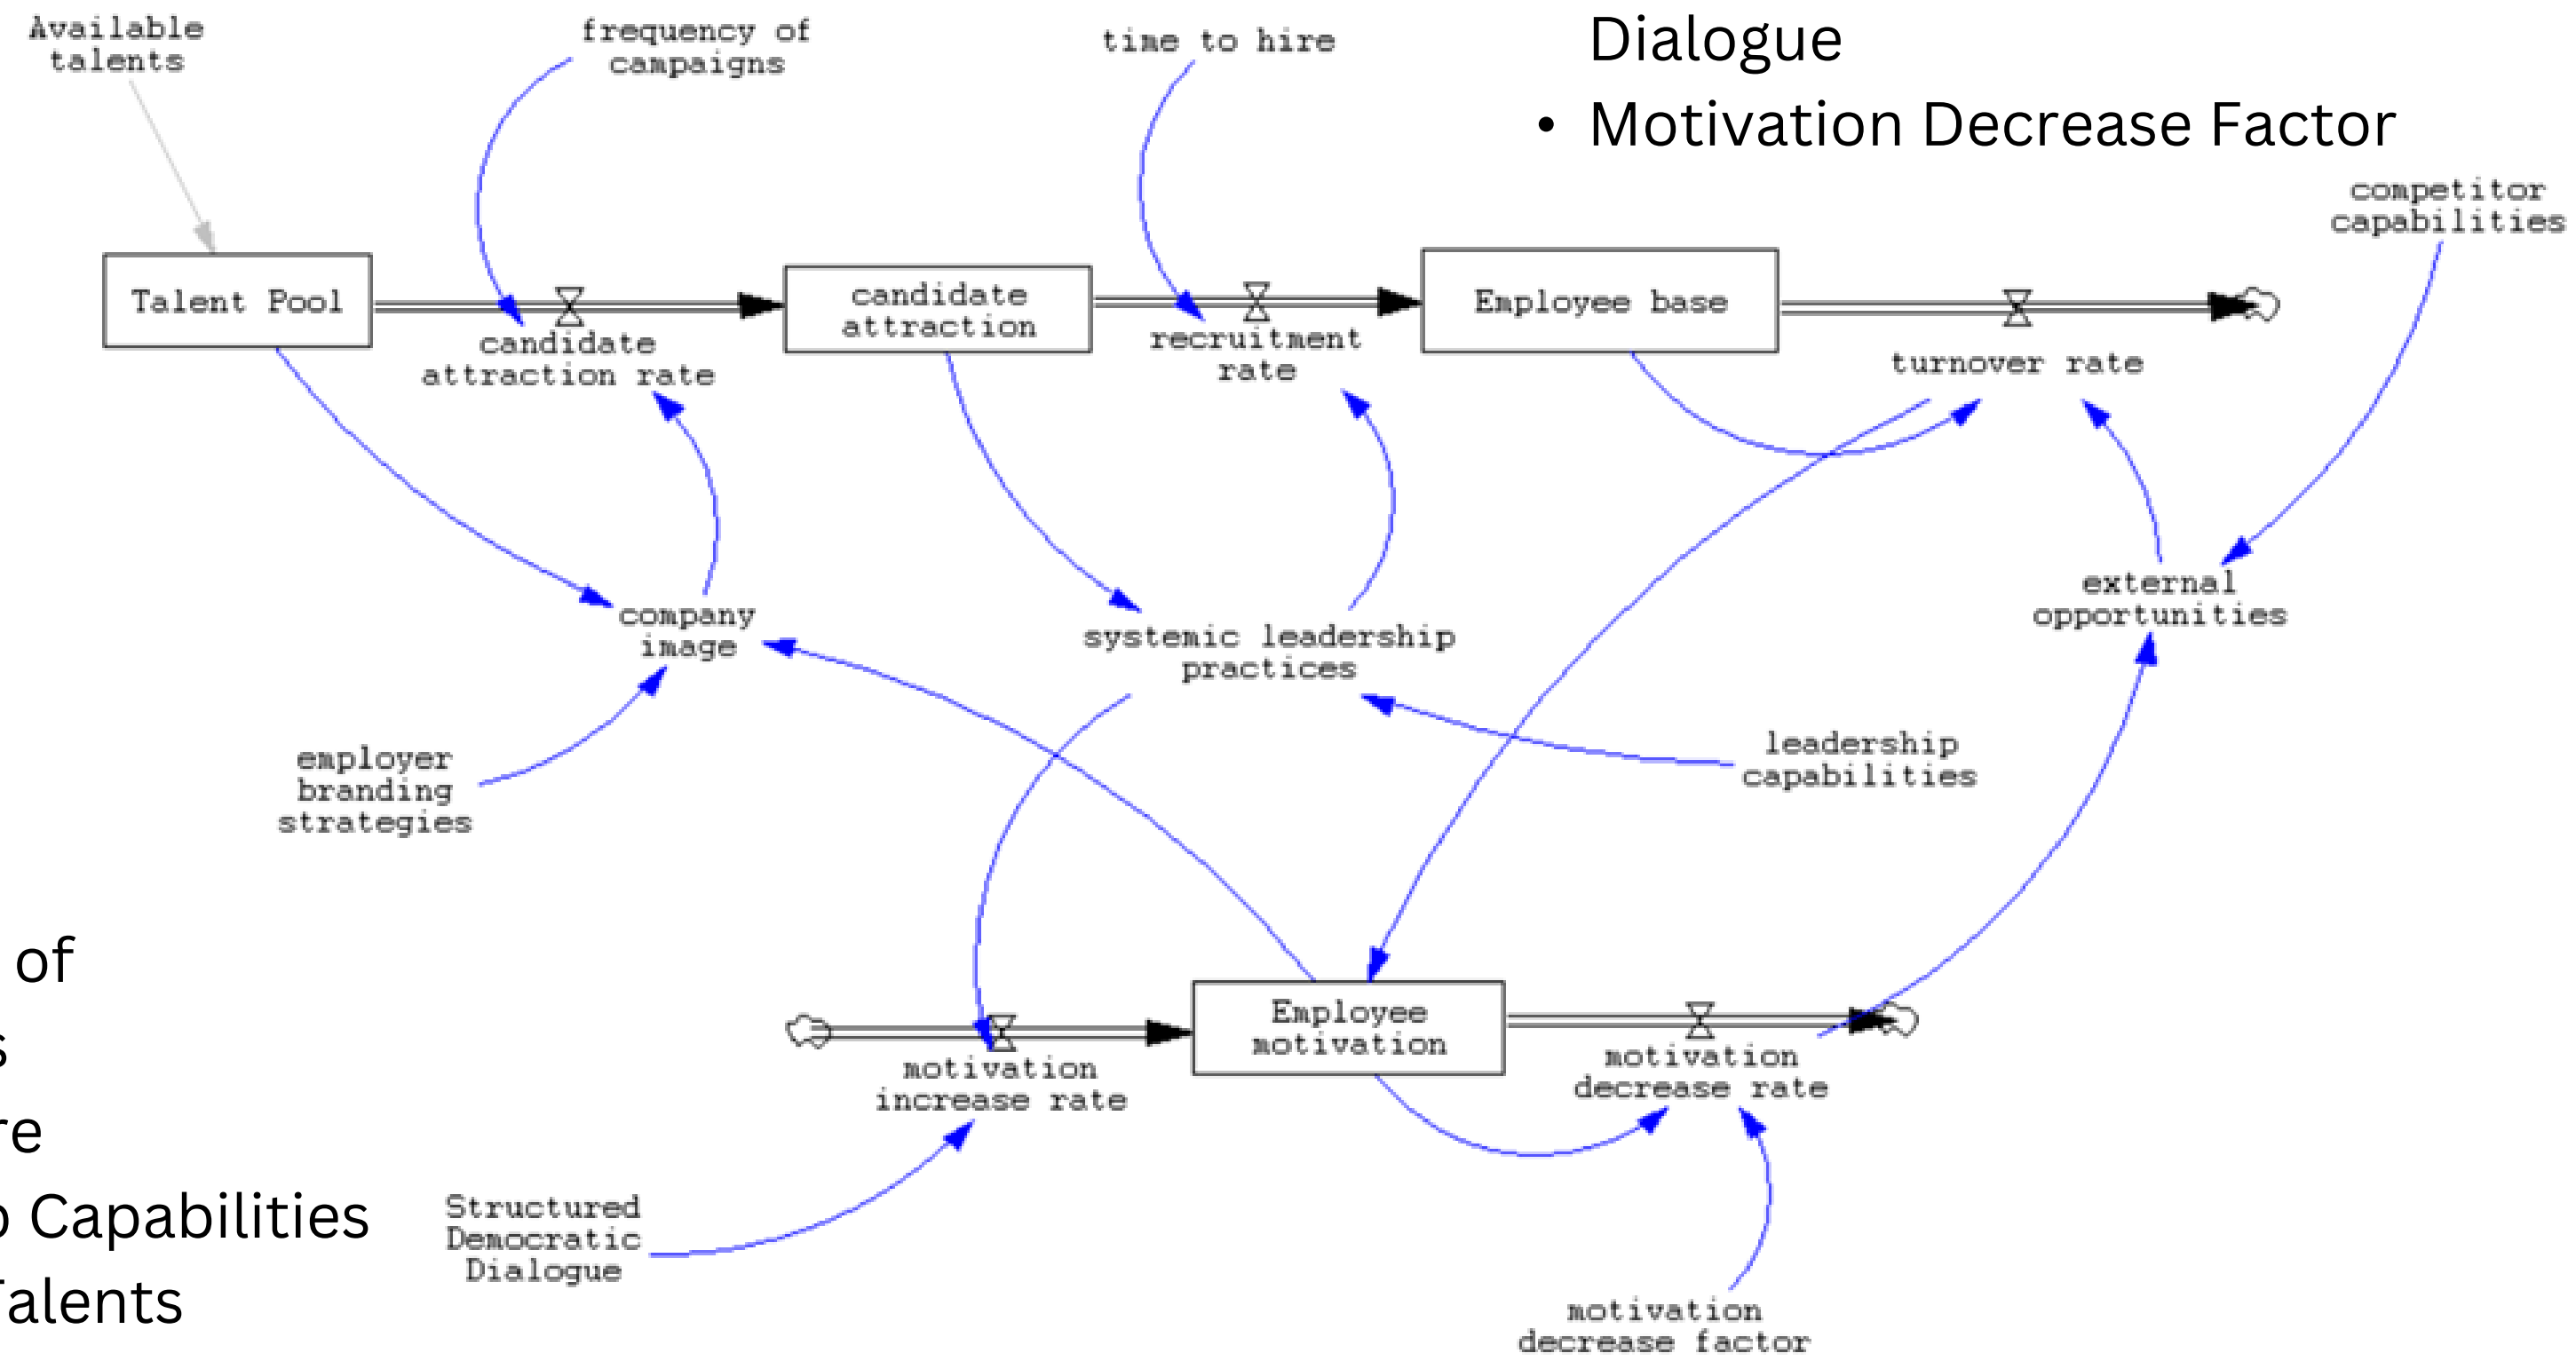 Available
talents
frequency of
campaigns
time to hire
Dialogue
• Motivation Decrease Factor
competitor
capabilities
Talent Pool
candidate
attraction
Employee base
candidate
attraction rate
recruitment
rate
turnover rate
external
opportunities
company
image
systemic leadership
practices
employer
branding
strategies
leadership
capabilities
of
Employee
motivation
motivation
increase rate
motivation
decrease rate
Capabilities
Structured
Democratic
Dialogue
Talents
motivation
decrease factor